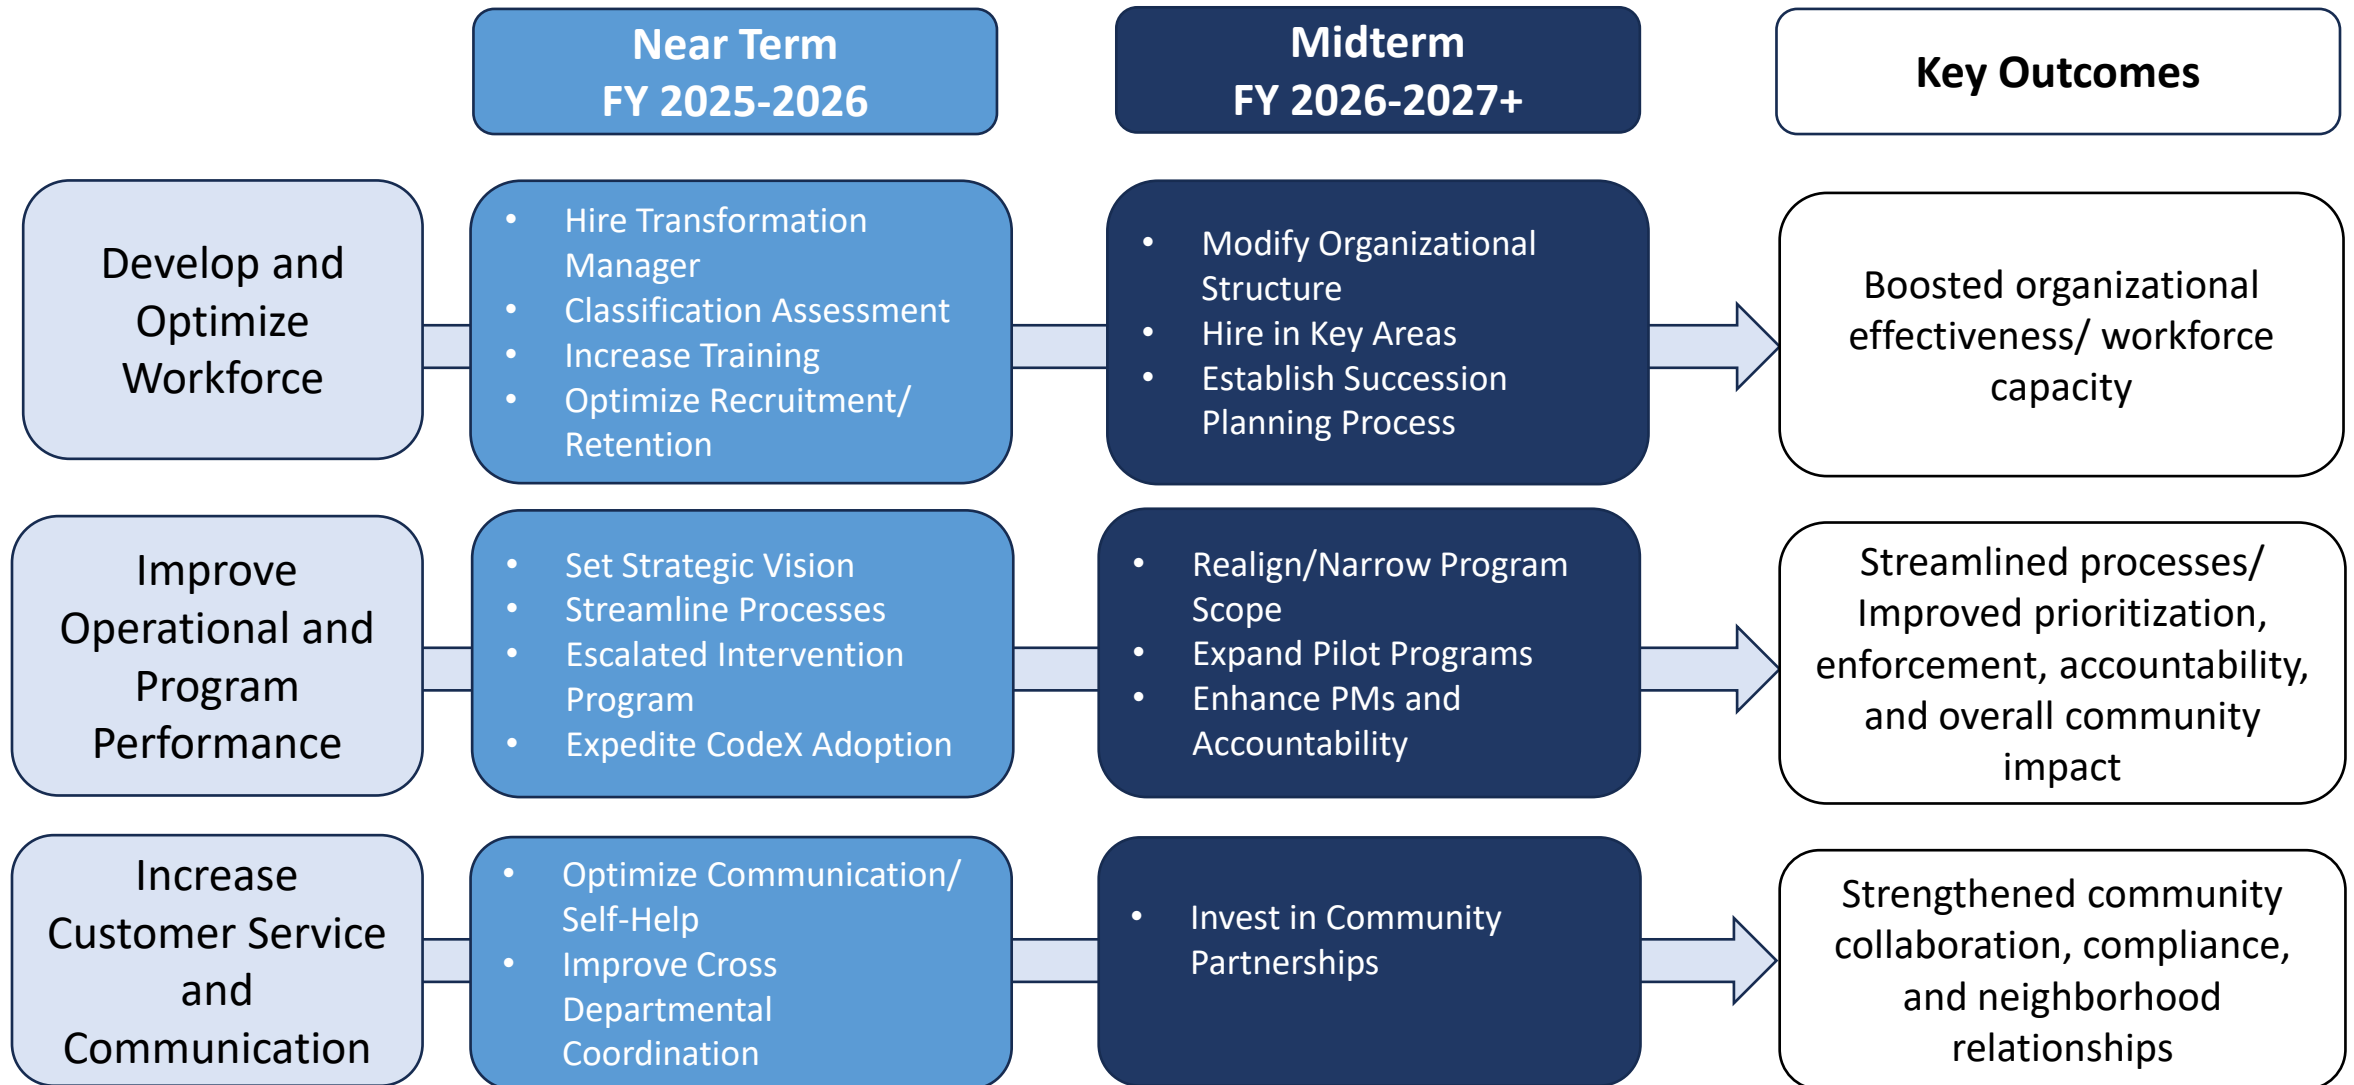 Near Term
FY 2025-2026
Midterm
FY 2026-2027+
Key Outcomes
Develop and
Optimize
Workforce
• Hire Transformation
Manager
• Classification Assessment
• Increase Training
• Optimize Recruitment/
Retention
• Modify Organizational
Structure
• Hire in Key Areas
• Establish Succession
Planning Process
Boosted organizational
effectiveness/ workforce
capacity
Improve
Operational and
Program
Performance
• Set Strategic Vision
• Streamline Processes
• Escalated Intervention
Program
• Expedite CodeX Adoption
• Realign/Narrow Program
Scope
• Expand Pilot Programs
• Enhance PMs and
Accountability
Streamlined processes/
Improved prioritization,
enforcement, accountability,
and overall community
impact
Increase
Customer Service
and
Communication
• Optimize Communication/
Self-Help
• Improve Cross
Departmental
Coordination
• Invest in Community
Partnerships
Strengthened community
collaboration, compliance,
and neighborhood
relationships